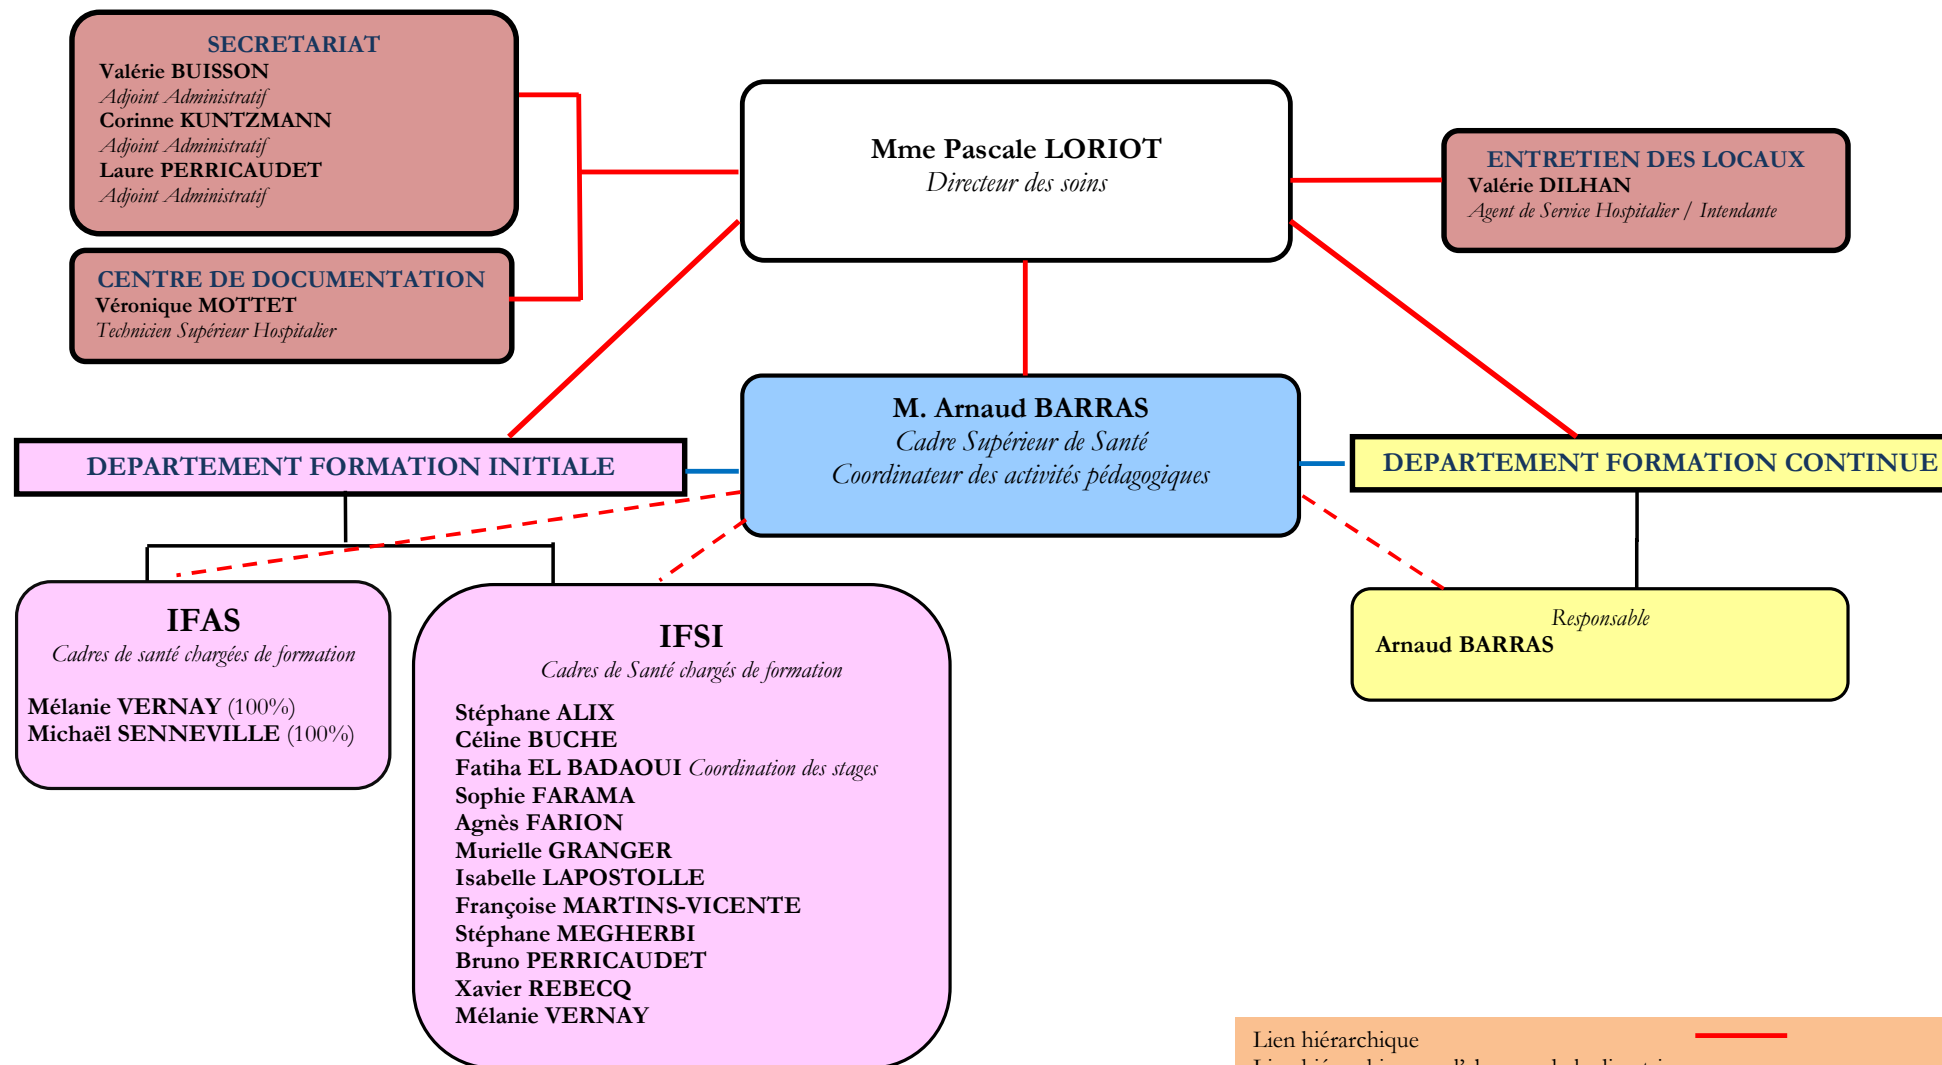 SECRETARIAT
Valérie BUISSON
Adjoint Administratif
Corinne KUNTZMANN
Adjoint Administratif
Laure PERRICAUDET
Adjoint Administratif
CENTRE DE DOCUMENTATION
Véronique MOTTET
Technicien Supérieur Hospitalier
Mme Pascale LORIOT
Directeur des soins
ENTRETIEN DES LOCAUX
Valérie DILHAN
Agent de Service Hospitalier / Intendante
M. Arnaud BARRAS
Cadre Supérieur de Santé
Coordinateur des activités pédagogiques
DEPARTEMENT FORMATION INITIALE
DEPARTEMENT FORMATION CONTINUE
IFAS
Cadres de santé chargées de formation
Mélanie VERNAY (100%)
Michaël SENNEVILLE (100%)
IFSI
Cadres de Santé chargés de formation
Stéphane ALIX
Céline BUCHE
Fatiha EL BADAOUI Coordination des stages
Sophie FARAMA
Agnès FARION
Murielle GRANGER
Isabelle LAPOSTOLLE
Françoise MARTINS-VICENTE
Stéphane MEGHERBI
Bruno PERRICAUDET
Xavier REBECQ
Mélanie VERNAY
Responsable
Arnaud BARRAS
Lien hiérarchique